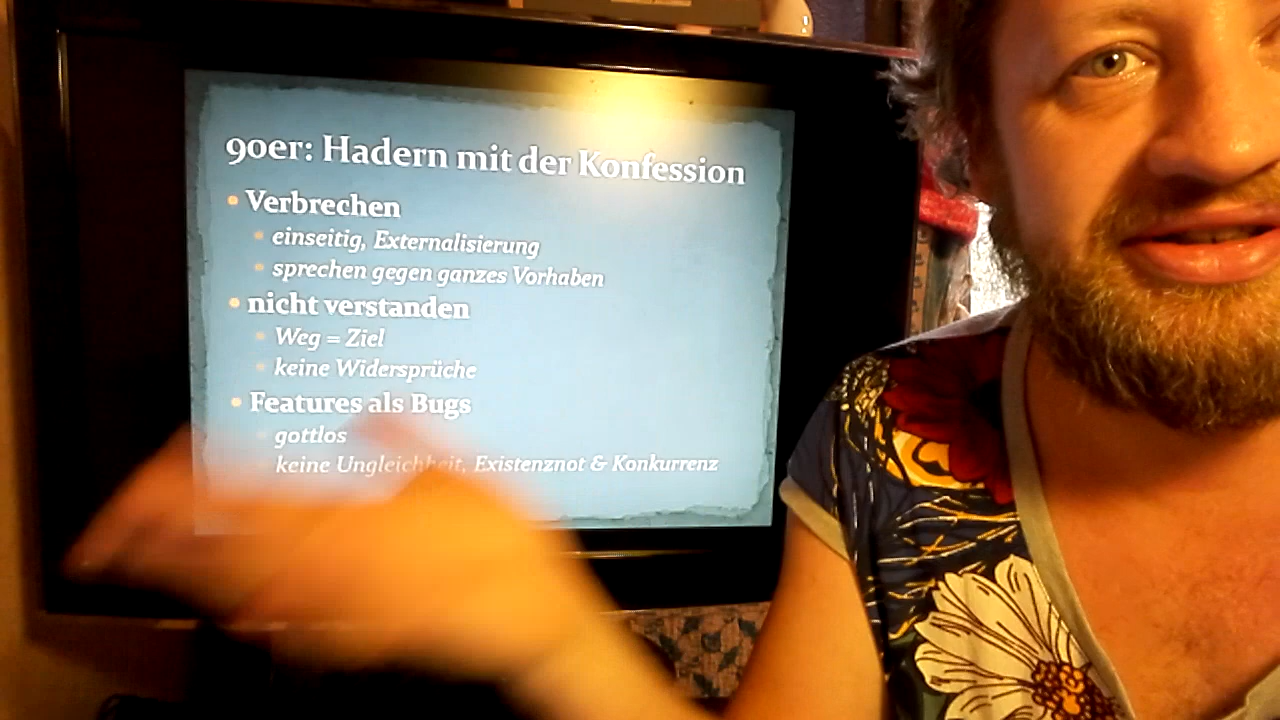 90er: Hadern mit der Konfession
• Verbrechen
• einseitig, Externalisierung
• sprechen gegen ganzes Vorhaben
• nicht verstanden
• Weg = Ziel
• keine Widersprüche
• Features als Bugs
• gottlos
• keine Ungleichheit, Existenznot & Konkurrenz